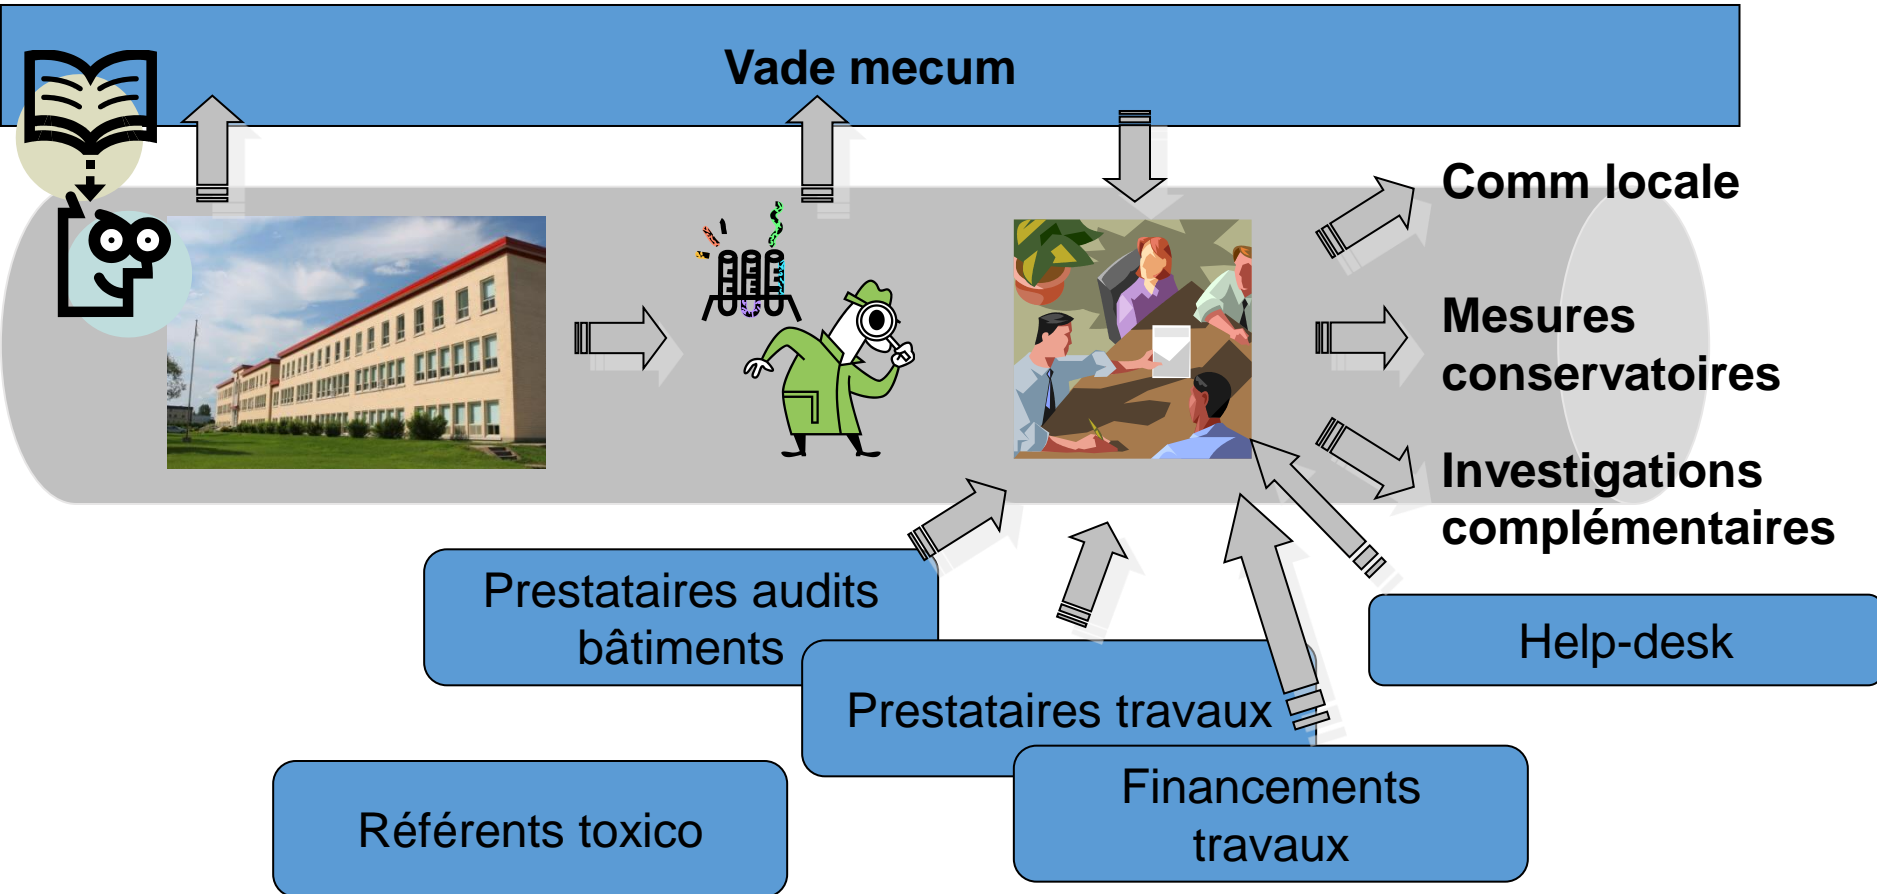 Vade mecum
Comm locale
Mesures
conservatoires
Investigations
complémentaires
Prestataires audits
bâtiments
Help-desk
Prestataires travaux
Financements
travaux
Référents toxico